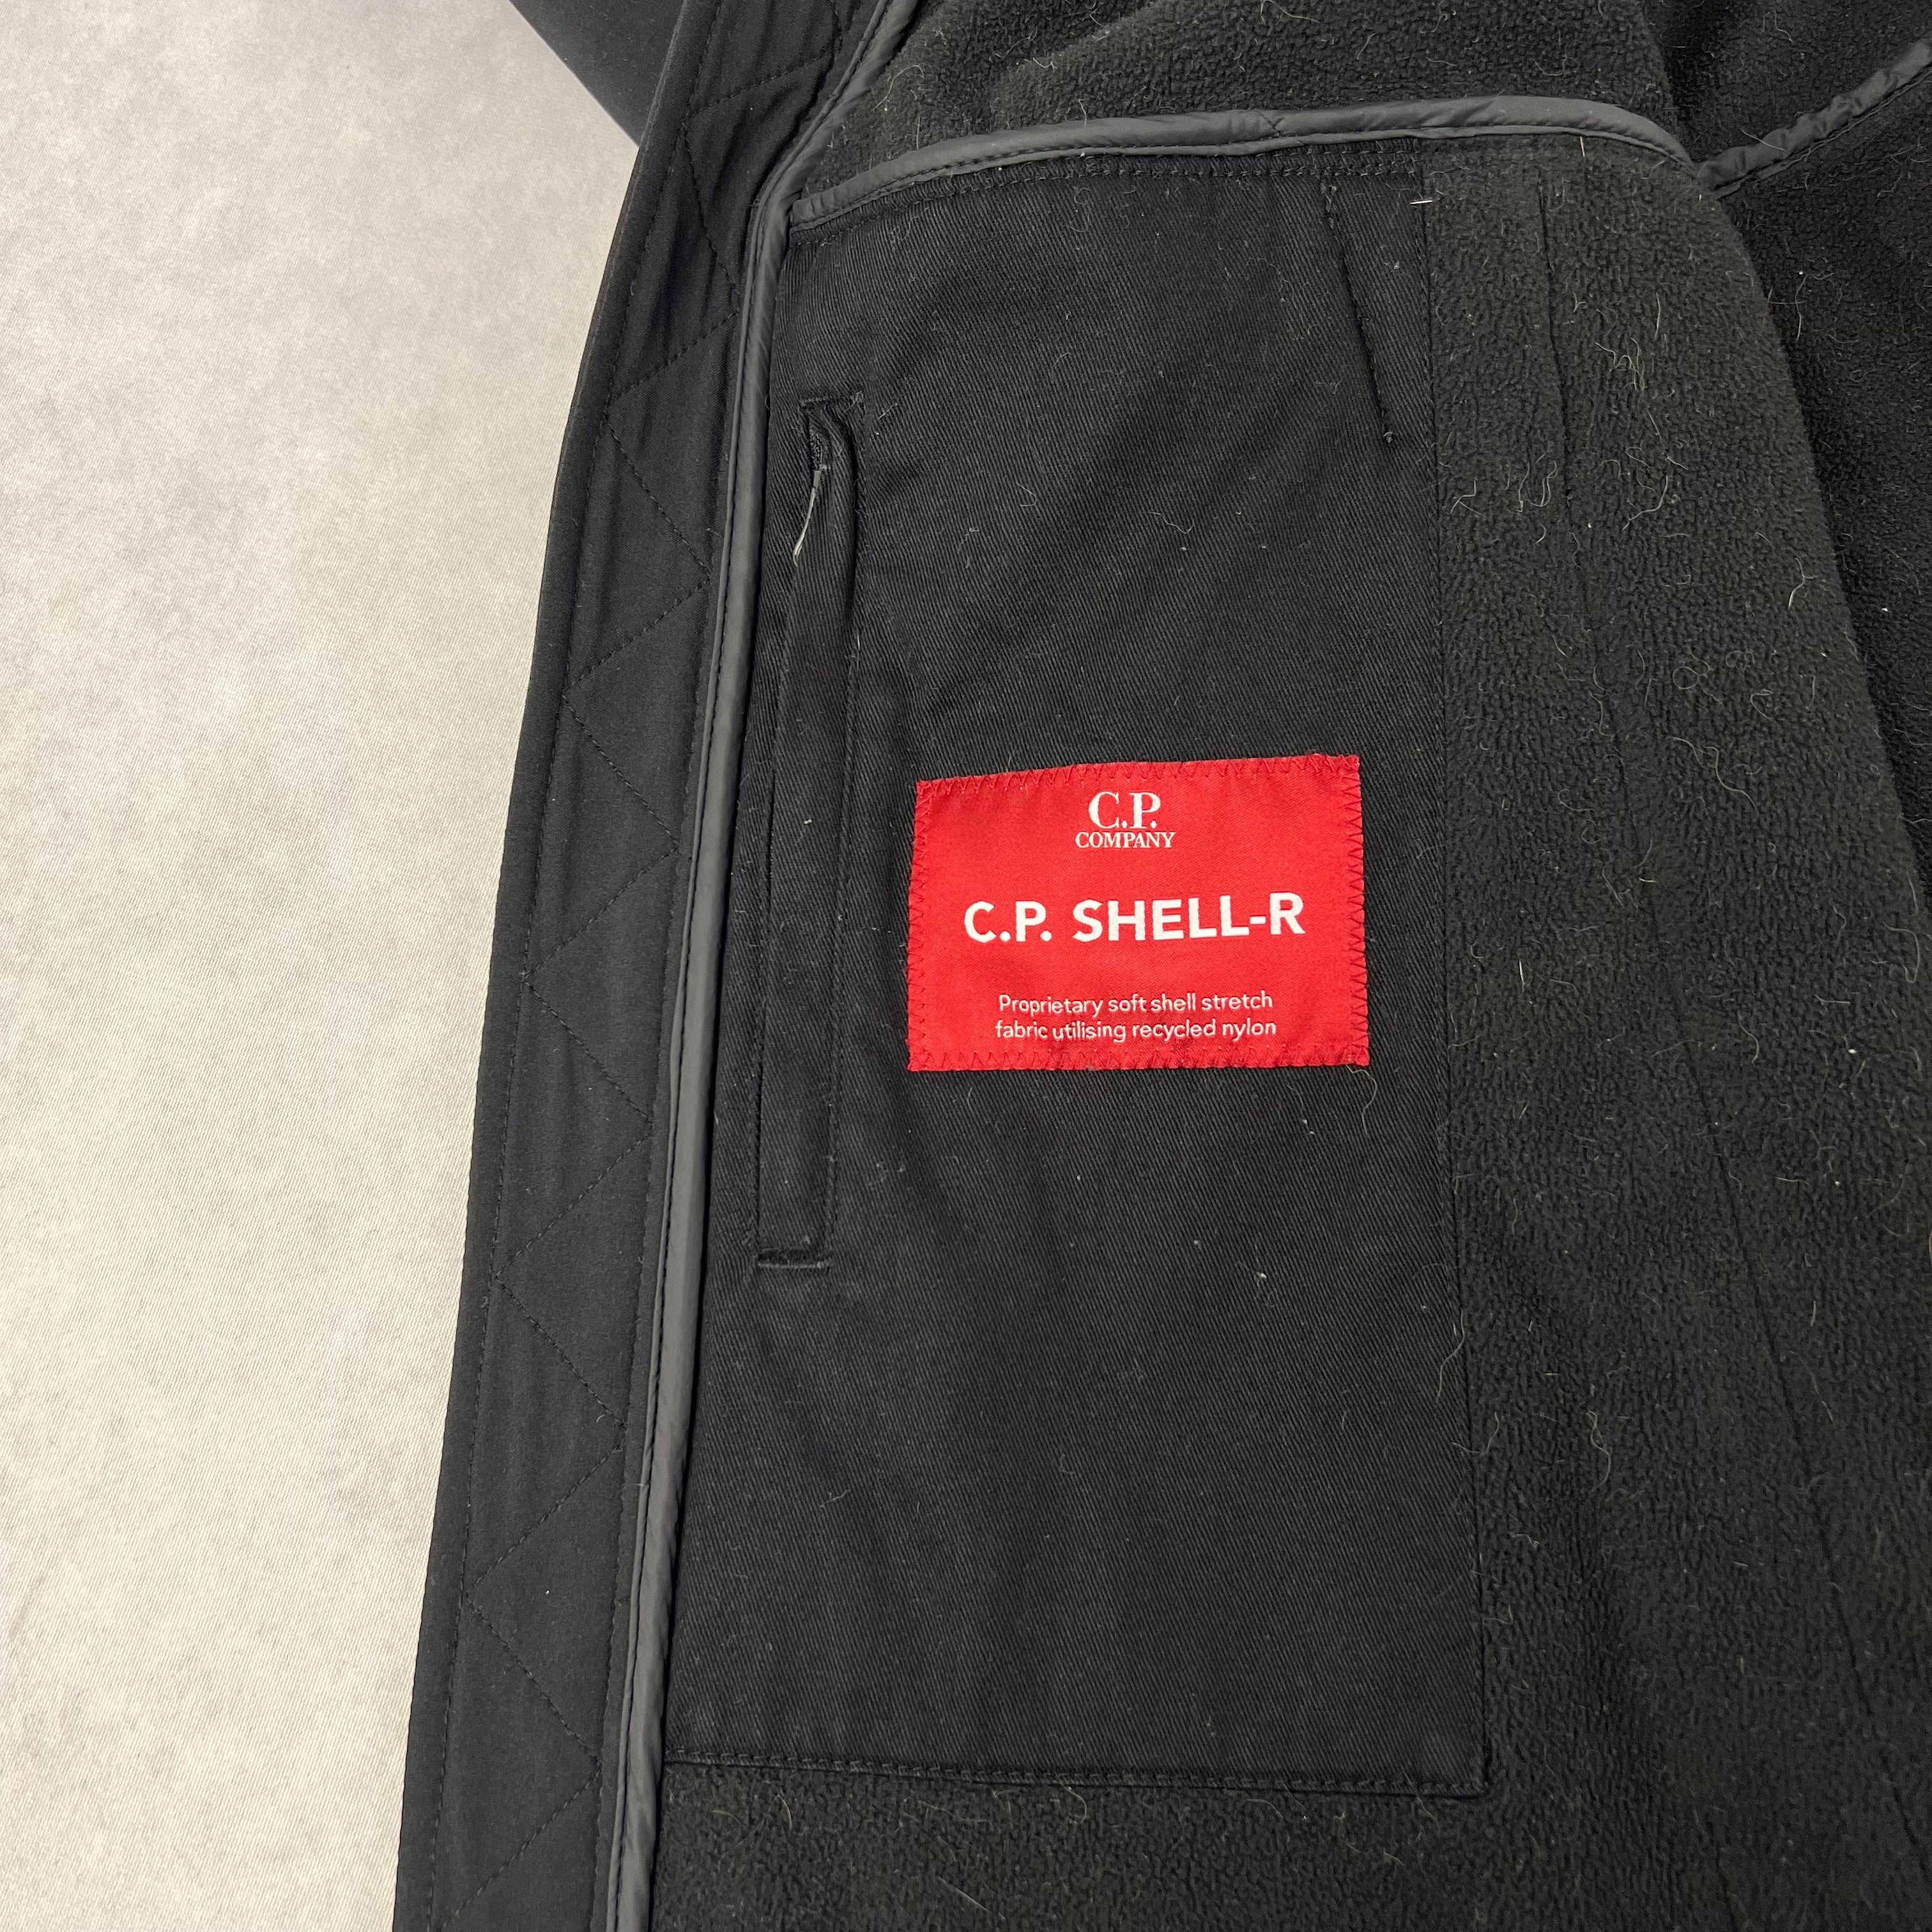 C.P.
COMPANY
C.P. SHELL-R
Proprietary soft shell stretch
fabric utilising recycled nylon